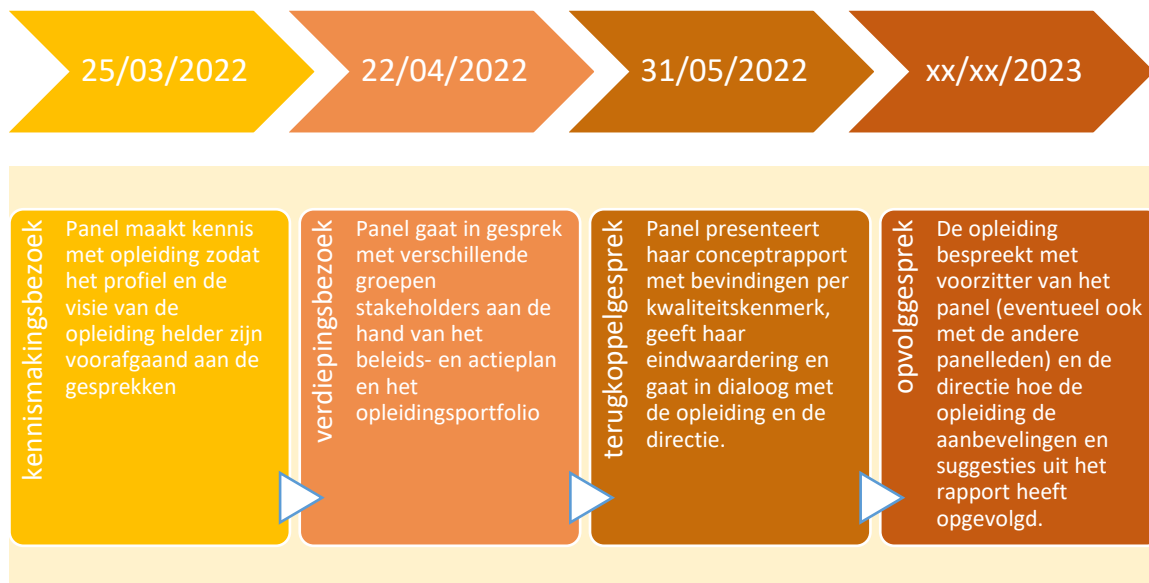 25/03/2022
22/04/2022
31/05/2022
xx/xx/2023
kennismakingsbezoek
Panel maakt kennis
met opleiding zodat
het profiel en de
visie van de
opleiding helder zijn
voorafgaand aan de
gesprekken
verdiepingsbezoek
Panel gaat in gesprek
met verschillende
groepen
stakeholders aan de
hand van het
beleids- en actieplan
en het
opleidingsportfolio
terugkoppelgesprek
Panel presenteert
haar conceptrapport
met bevindingen per
kwaliteitskenmerk,
geeft haar
eindwaardering en
gaat in dialoog met
de opleiding en de
directie.
opvolggesprek
De opleiding
bespreekt met
voorzitter van het
panel (eventueel ook
met de andere
panelleden) en de
directie hoe de
opleiding de
aanbevelingen en
suggesties uit het
rapport heeft
opgevolgd.